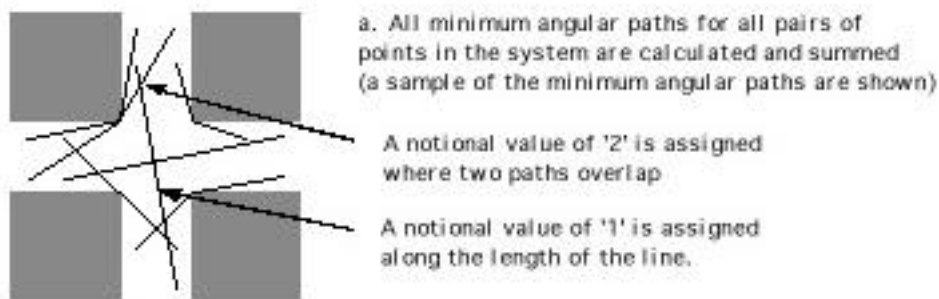 a. All minimum angular paths for all pairs of
points in the system are calculated and summed
(a sample of the minimum angular paths are shown)
A notional value of '2' is assigned
where two paths overlap
A notional value of '1' is assigned
along the length of the line.